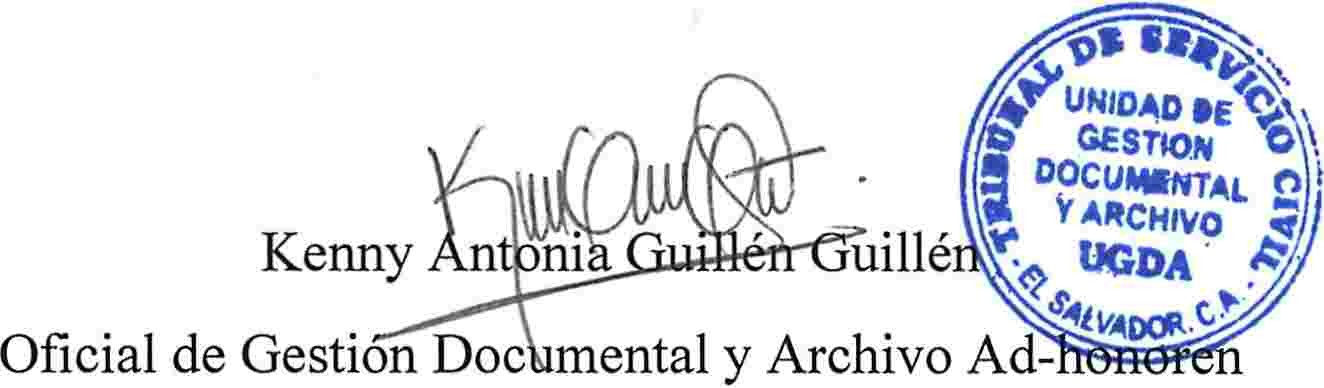 TRIBUNAL DE SERVICIO CIVIL
UNIDAD DE
GESTION
DOCUMENTAL
Y ARCHIVO
UGDA
- EL SALVADOR. C.A. -
Kenny Antonia Guillén Guillén
Oficial de Gestión Documental y Archivo Ad-honoren